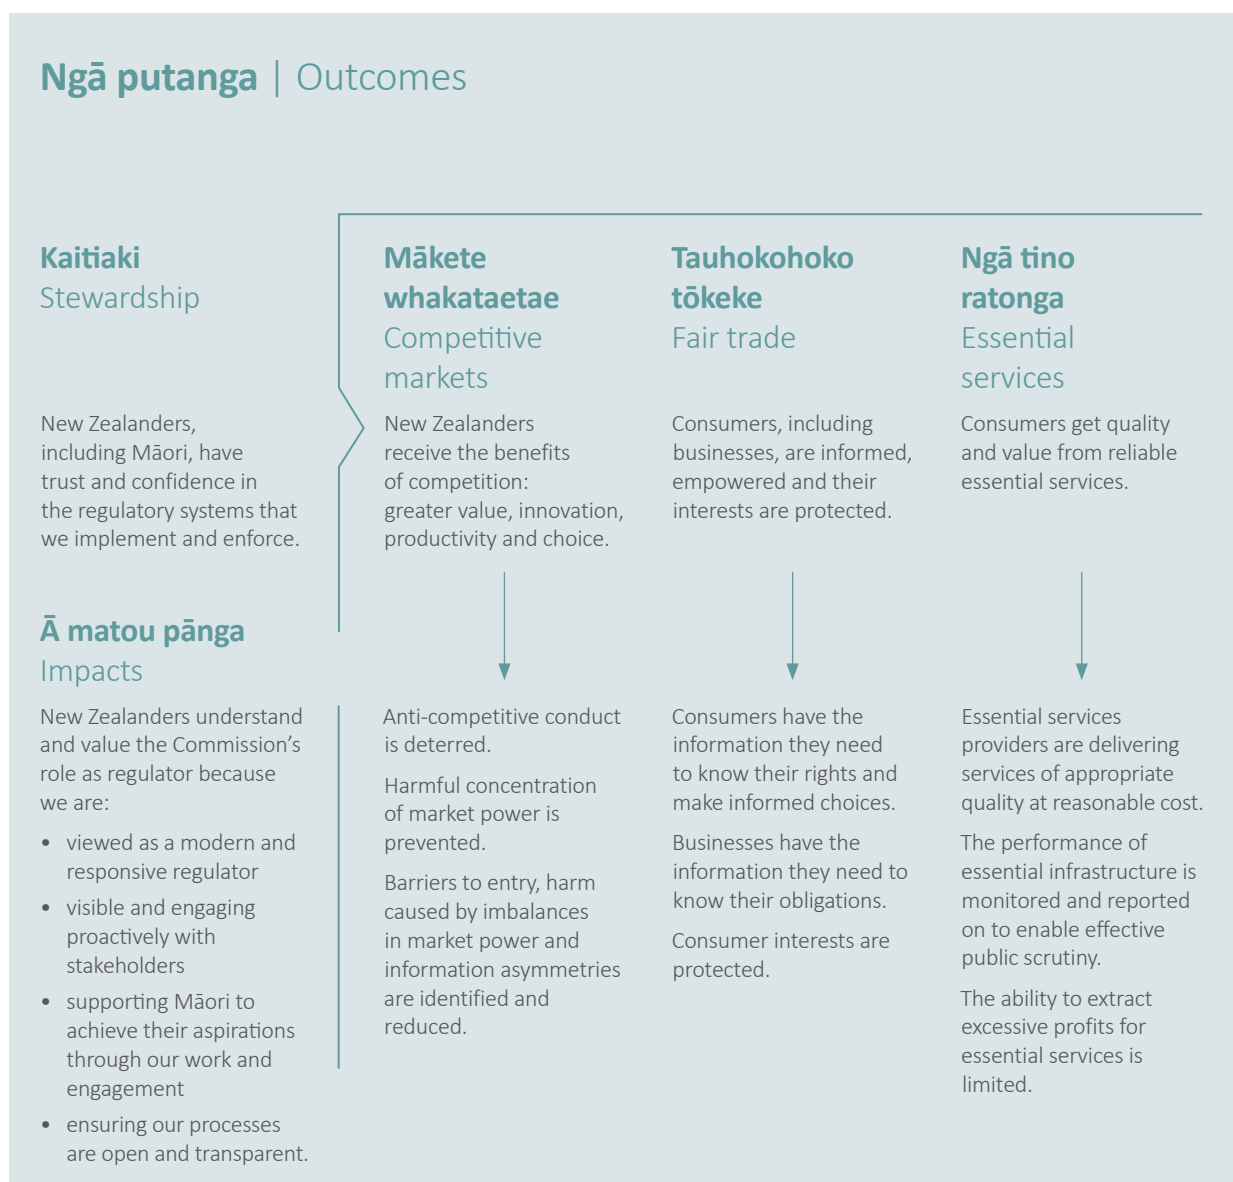 Ngā putanga | Outcomes
Kaitiaki
Stewardship
New Zealanders,
including Māori, have
trust and confidence in
the regulatory systems that
we implement and enforce.
Mākete
whakataetae
Competitive
markets
New Zealanders
receive the benefits
of competition:
greater value, innovation,
productivity and choice.
Tauhokohoko
tōkeke
Fair trade
Consumers, including
businesses, are informed,
empowered and their
interests are protected.
Ngā tino
ratonga
Essential
services
Consumers get quality
and value from reliable
essential services.
Ā matou pānga
Impacts
New Zealanders understand
and value the Commission’s
role as regulator because
we are:
• viewed as a modern and
responsive regulator
• visible and engaging
proactively with
stakeholders
• supporting Māori to
achieve their aspirations
through our work and
engagement
• ensuring our processes
are open and transparent.
Anti-competitive conduct
is deterred.
Harmful concentration
of market power is
prevented.
Barriers to entry, harm
caused by imbalances
in market power and
information asymmetries
are identified and
reduced.
Consumers have the
information they need
to know their rights and
make informed choices.
Businesses have the
information they need to
know their obligations.
Consumer interests are
protected.
Essential services
providers are delivering
services of appropriate
quality at reasonable cost.
The performance of
essential infrastructure is
monitored and reported
on to enable effective
public scrutiny.
The ability to extract
excessive profits for
essential services is
limited.